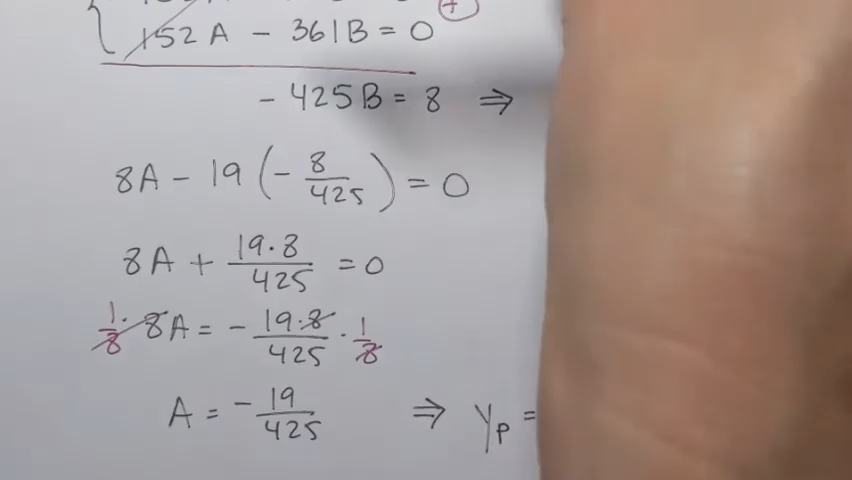 152A - 361B = 0 +
- 425B = 8 ⇒
8A - 19 (- 8/425) = 0
8A + 19·8/425 = 0
1/8 · 8A = - 19·8/425 · 1/8
A = - 19/425 ⇒ yp =